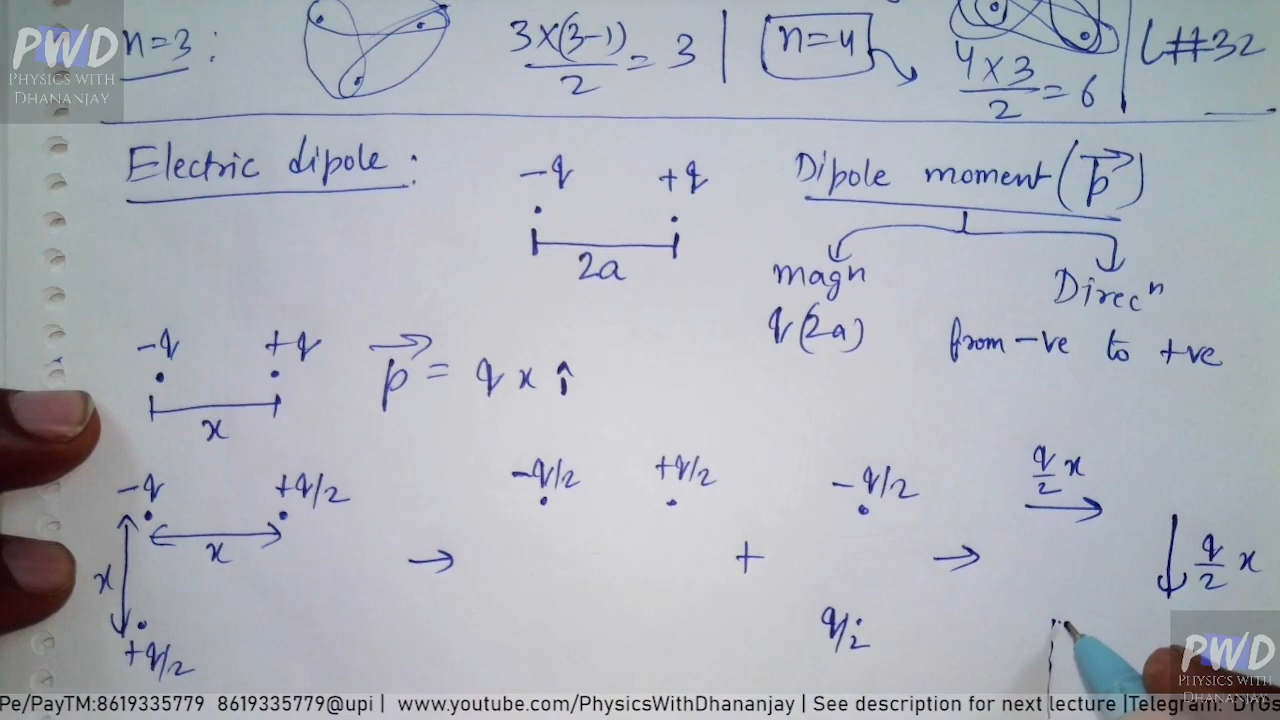 PWD
PHYSICS WITH
DHANANJAY
n=3 :
3×(3-1)/2 = 3
n=4
4×3/2 = 6
L##32
Electric dipole :
-q +q
2a
Dipole moment (p⃗)
magⁿ
q(2a)
Direcⁿ
from -ve to +ve
-q +q
x
p⃗ = q x î
-q +q/2
x
x
+q/2
→
-q/2 +q/2
+
-q/2
q/2
→
q/2 x
→
↓ q/2 x
PWD
PHYSICS WITH
DHANANJAY
Pe/PayTM:8619335779 8619335779@upi | www.youtube.com/PhysicsWithDhananjay | See description for next lecture |Telegram: